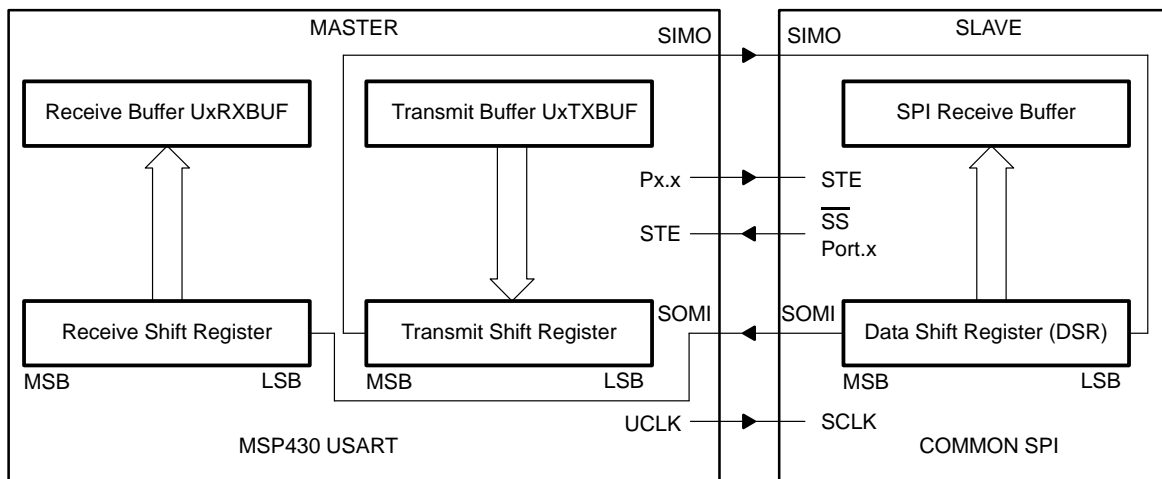 MASTER
SIMO
SIMO
SLAVE
Receive Buffer UxRXBUF
Transmit Buffer UxTXBUF
SPI Receive Buffer
Px.x
STE
STE
SS
Port.x
Receive Shift Register
Transmit Shift Register
SOMI
SOMI
Data Shift Register (DSR)
MSB
LSB
MSB
LSB
MSB
LSB
UCLK
SCLK
MSP430 USART
COMMON SPI